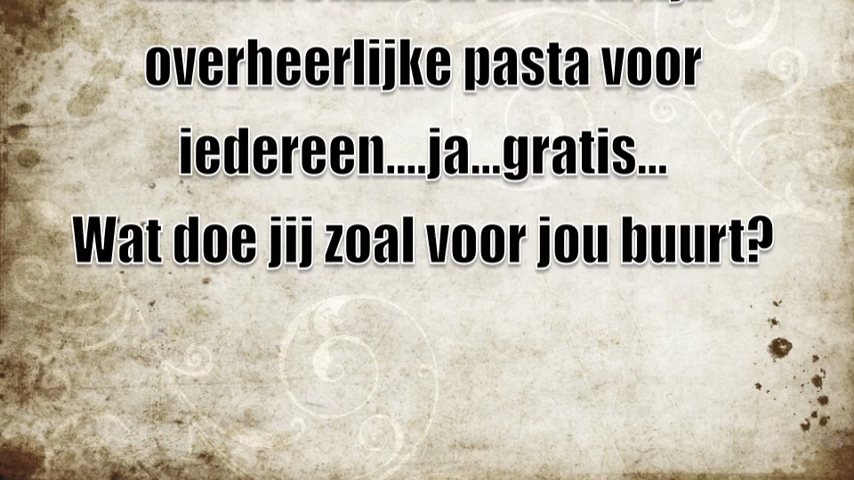 overheerlijke pasta voor
iedereen....ja...gratis...
Wat doe jij zoal voor jou buurt?